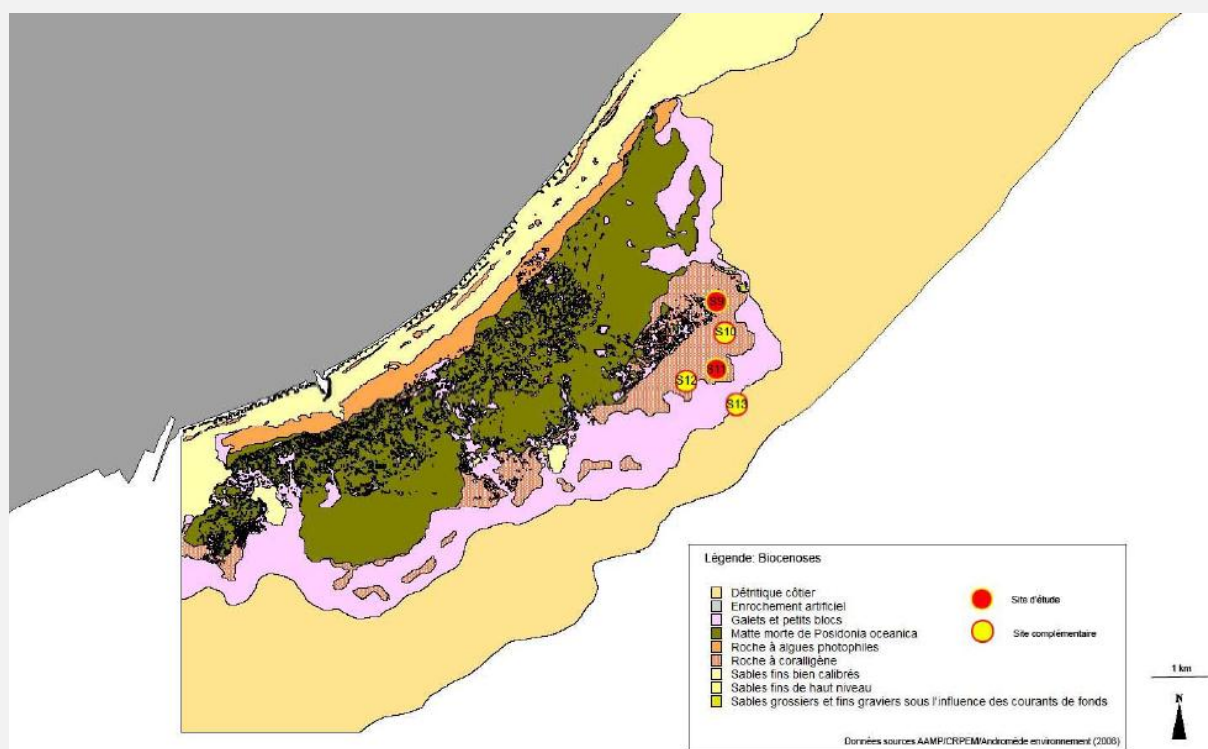 S9
S10
S11
S12
S13
Légende: Biocenoses
Détritique côtier
Enrochement artificiel
Galets et petits blocs
Matte morte de Posidonia oceanica
Roche à algues photophiles
Roche à coralligène
Sables fins bien calibrés
Sables fins de haut niveau
Sables grossiers et fins graviers sous l'influence des courants de fonds
Site d'étude
Site complémentaire
1 km
N
Données sources AAMP/CRPEM/Andromède environnement (2008)